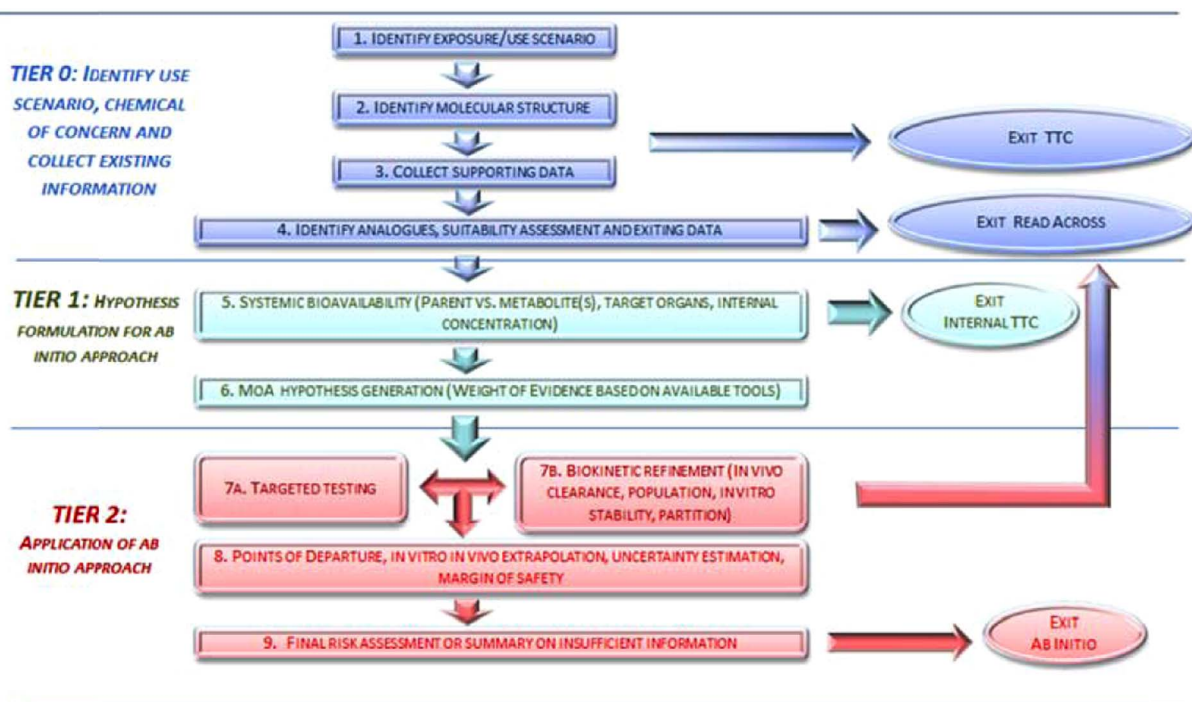 1. IDENTIFY EXPOSURE/USE SCENARIO
TIER 0: IDENTIFY USE
SCENARIO, CHEMICAL
OF CONCERN AND
COLLECT EXISTING
INFORMATION
2. IDENTIFY MOLECULAR STRUCTURE
EXIT TTC
3. COLLECT SUPPORTING DATA
4. IDENTIFY ANALOGUES, SUITABILITY ASSESSMENT AND EXITING DATA
EXIT READ ACROSS
TIER 1: HYPOTHESIS
FORMULATION FOR AB
INITIO APPROACH
5. SYSTEMIC BIOAVAILABILITY (PARENT VS. METABOLITE(S), TARGET ORGANS, INTERNAL
CONCENTRATION)
EXIT
INTERNAL TTC
6. MOA HYPOTHESIS GENERATION (WEIGHT OF EVIDENCE BASED ON AVAILABLE TOOLS)
TIER 2:
APPLICATION OF AB
INITIO APPROACH
7A. TARGETED TESTING
7B. BIOKINETIC REFINEMENT (IN VIVO
CLEARANCE, POPULATION, IN VITRO
STABILITY, PARTITION)
8. POINTS OF DEPARTURE, IN VITRO IN VIVO EXTRAPOLATION, UNCERTAINTY ESTIMATION,
MARGIN OF SAFETY
9. FINAL RISK ASSESSMENT OR SUMMARY ON INSUFFICIENT INFORMATION
EXIT
AB INITIO